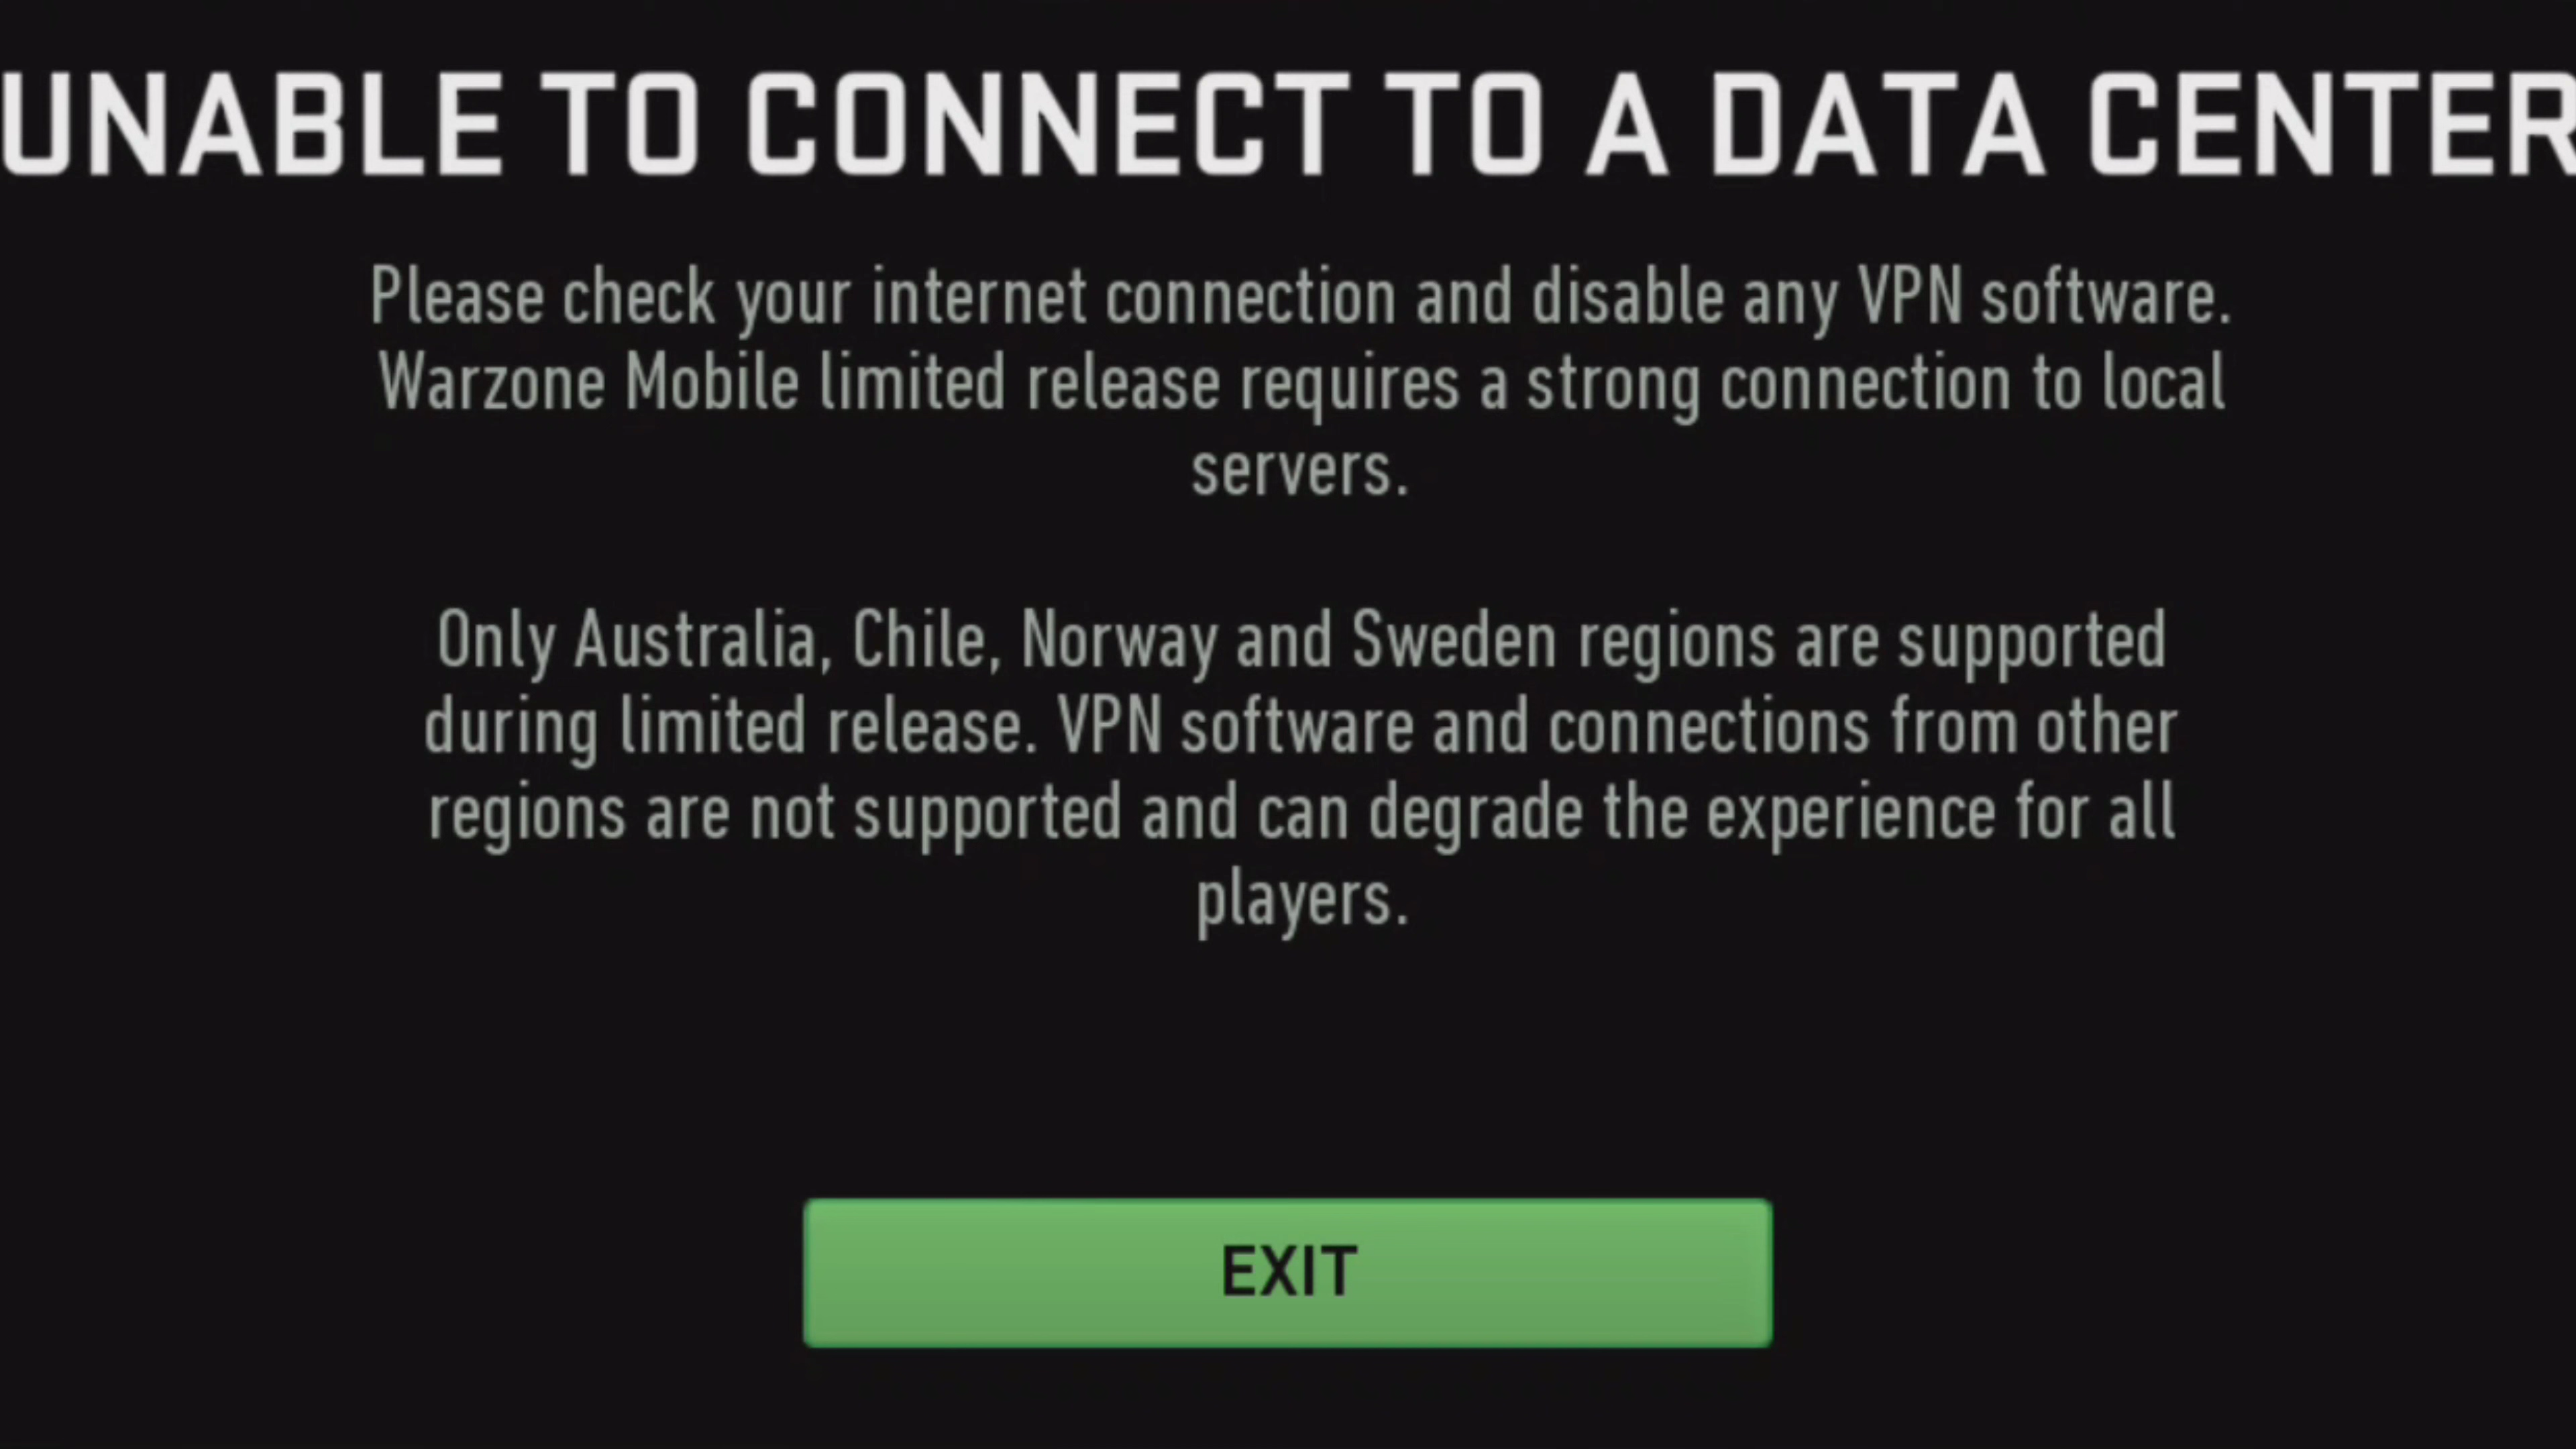 UNABLE TO CONNECT TO A DATA CENTER
Please check your internet connection and disable any VPN software.
Warzone Mobile limited release requires a strong connection to local
servers.
Only Australia, Chile, Norway and Sweden regions are supported
during limited release. VPN software and connections from other
regions are not supported and can degrade the experience for all
players.
EXIT